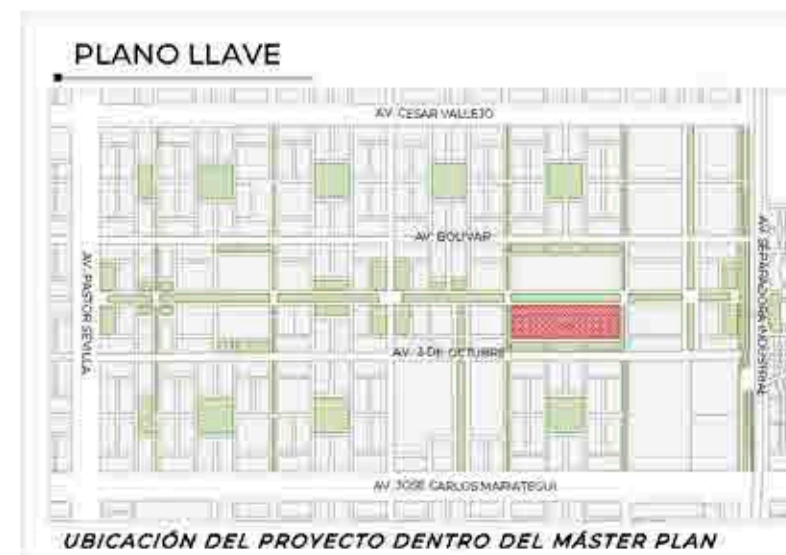 PLANO LLAVE
AV. CESAR VALLEJO
AV. BOLIVAR
AV. PASTOR SEVILLA
AV. SEPARADORA INDUSTRIAL
AV. 3 DE OCTUBRE
AV. JOSE CARLOS MARIATEGUI
UBICACIÓN DEL PROYECTO DENTRO DEL MÁSTER PLAN